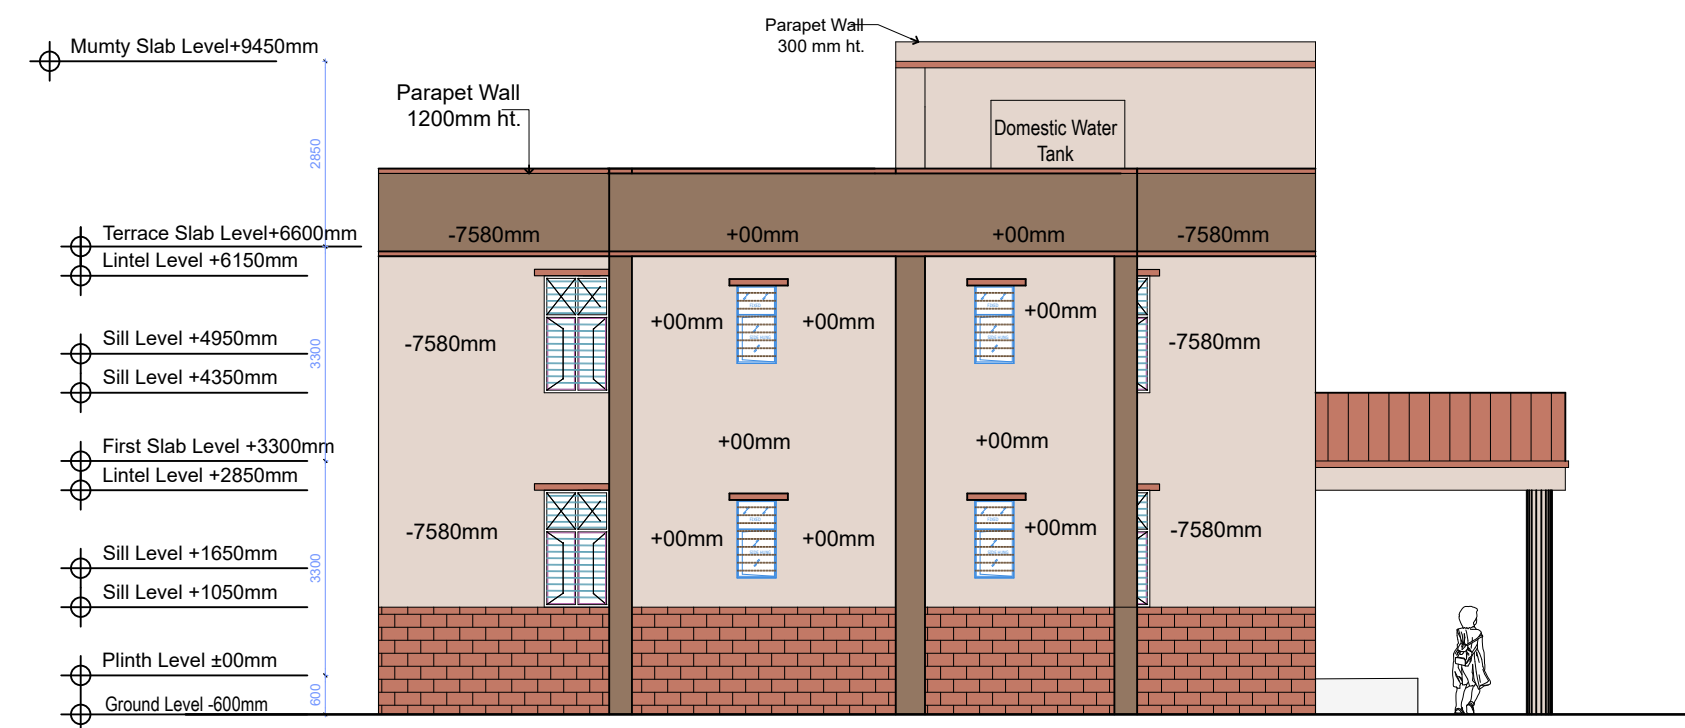 Parapet Wall
300 mm ht.
Mumty Slab Level+9450mm
Parapet Wall
1200mm ht.
Domestic Water
Tank
2850
Terrace Slab Level+6600mm
-7580mm
+00mm
+00mm
-7580mm
Lintel Level +6150mm
+00mm
+00mm
+00mm
-7580mm
-7580mm
Sill Level +4950mm
3300
Sill Level +4350mm
First Slab Level +3300mm
+00mm
+00mm
Lintel Level +2850mm
-7580mm
+00mm
+00mm
+00mm
-7580mm
Sill Level +1650mm
3300
Sill Level +1050mm
Plinth Level ±00mm
600
Ground Level -600mm